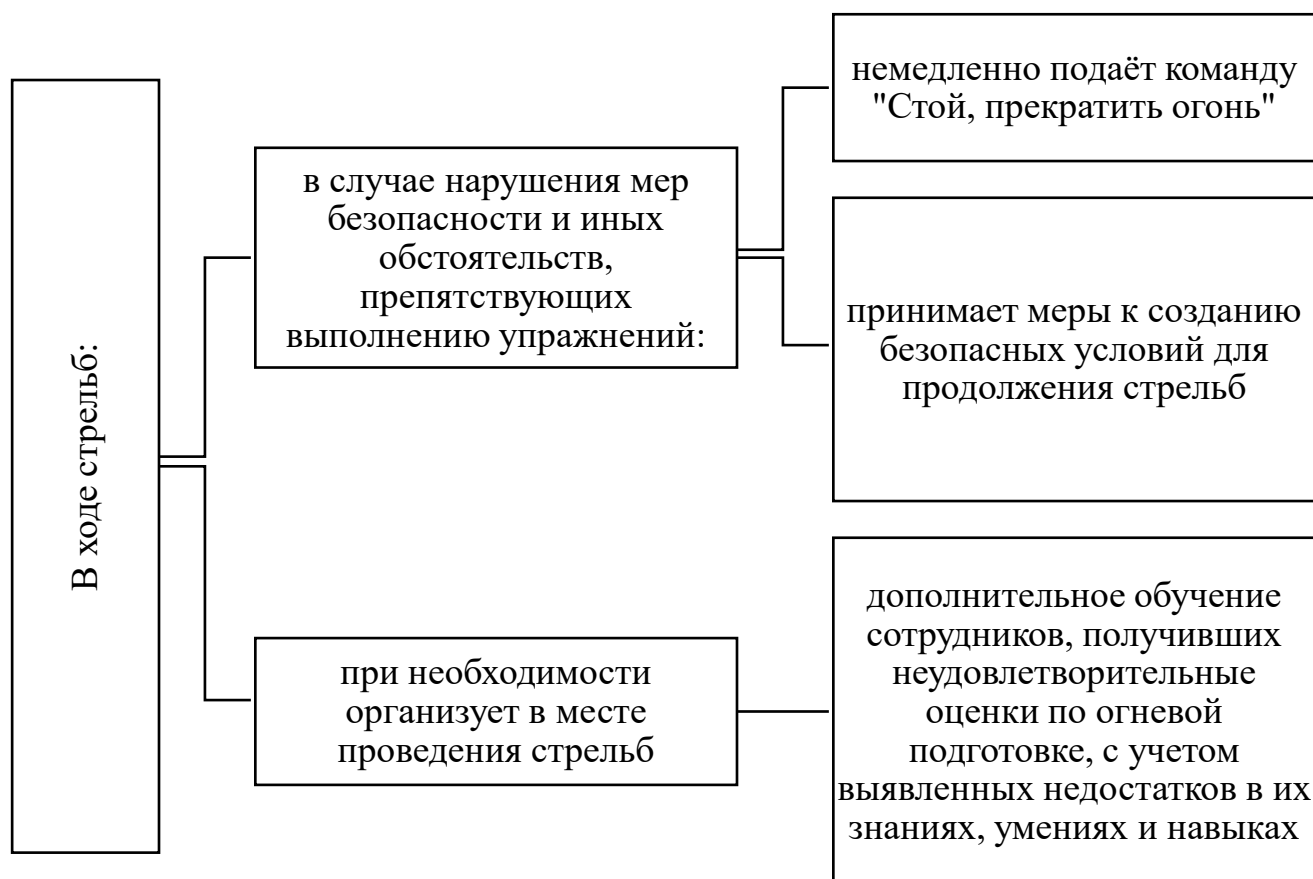 В ходе стрельб:
в случае нарушения мер
безопасности и иных
обстоятельств,
препятствующих
выполнению упражнений:
немедленно подаёт команду
"Стой, прекратить огонь"
принимает меры к созданию
безопасных условий для
продолжения стрельб
при необходимости
организует в месте
проведения стрельб
дополнительное обучение
сотрудников, получивших
неудовлетворительные
оценки по огневой
подготовке, с учетом
выявленных недостатков в их
знаниях, умениях и навыках